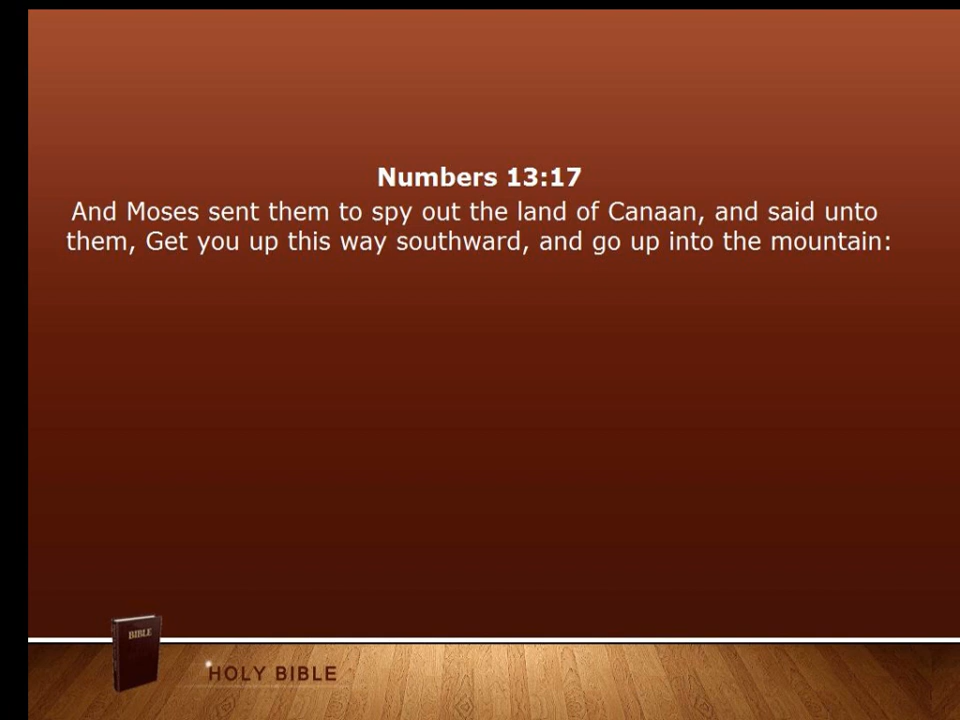 Numbers 13:17
And Moses sent them to spy out the land of Canaan, and said unto
them, Get you up this way southward, and go up into the mountain:
BIBLE
HOLY BIBLE